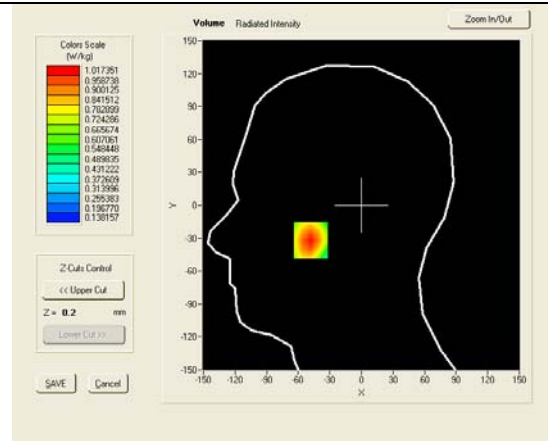 Volume Radiated Intensity
Zoom In/Out
Colors Scale
(W/kg)
1.017351
0.958738
0.900125
0.841512
0.782899
0.724286
0.665674
0.607061
0.548448
0.489835
0.431222
0.372609
0.313996
0.255383
0.196770
0.138157
Z-Cuts Control
<< Upper Cut
Z = 0.2 mm
Lower Cut >>
SAVE
Cancel
150
120
90
60
30
0
-30
-60
-90
-120
-150
Y
-150 -120 -90 -60 -30 0 30 60 90 120 150
X